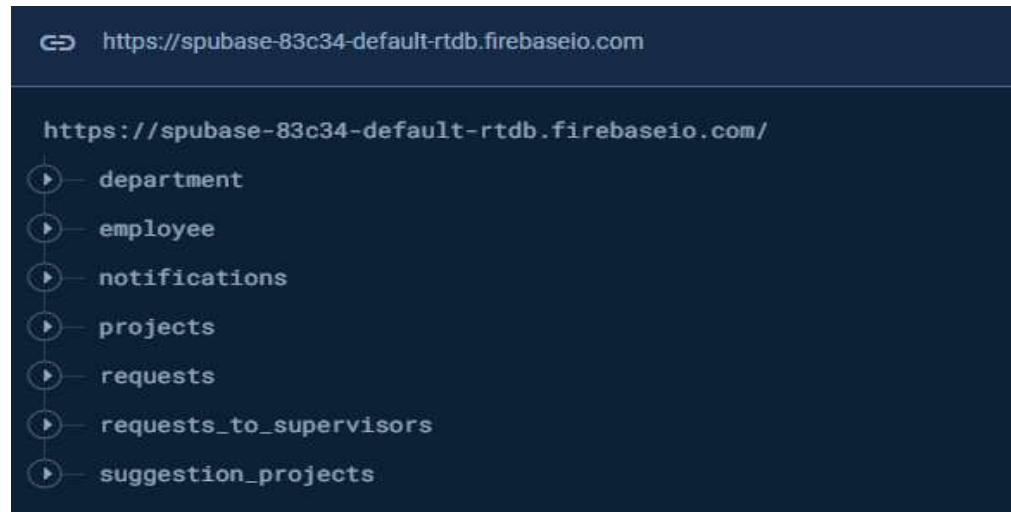 https://spubase-83c34-default-rtdb.firebaseio.com
https://spubase-83c34-default-rtdb.firebaseio.com/
department
employee
notifications
projects
requests
requests_to_supervisors
suggestion_projects